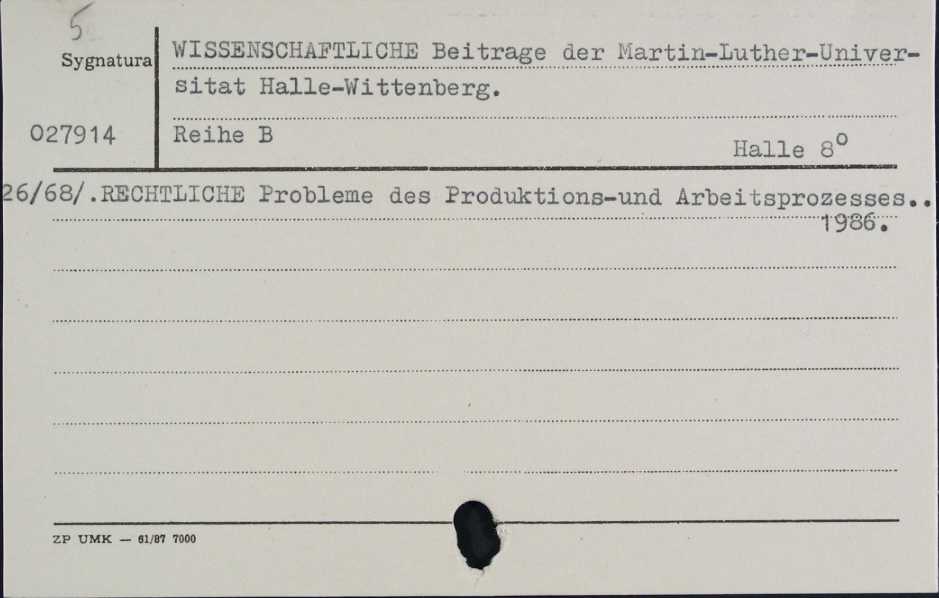 5
Sygnatura
WISSENSCHAFTLICHE Beitrage der Martin-Luther-Univer-
sitat Halle-Wittenberg.
027914
Reihe B
Halle 8⁰
26/68/.RECHTLICHE Probleme des Produktions-und Arbeitsprozesses..
1986.
ZP UMK — 61/87 7000